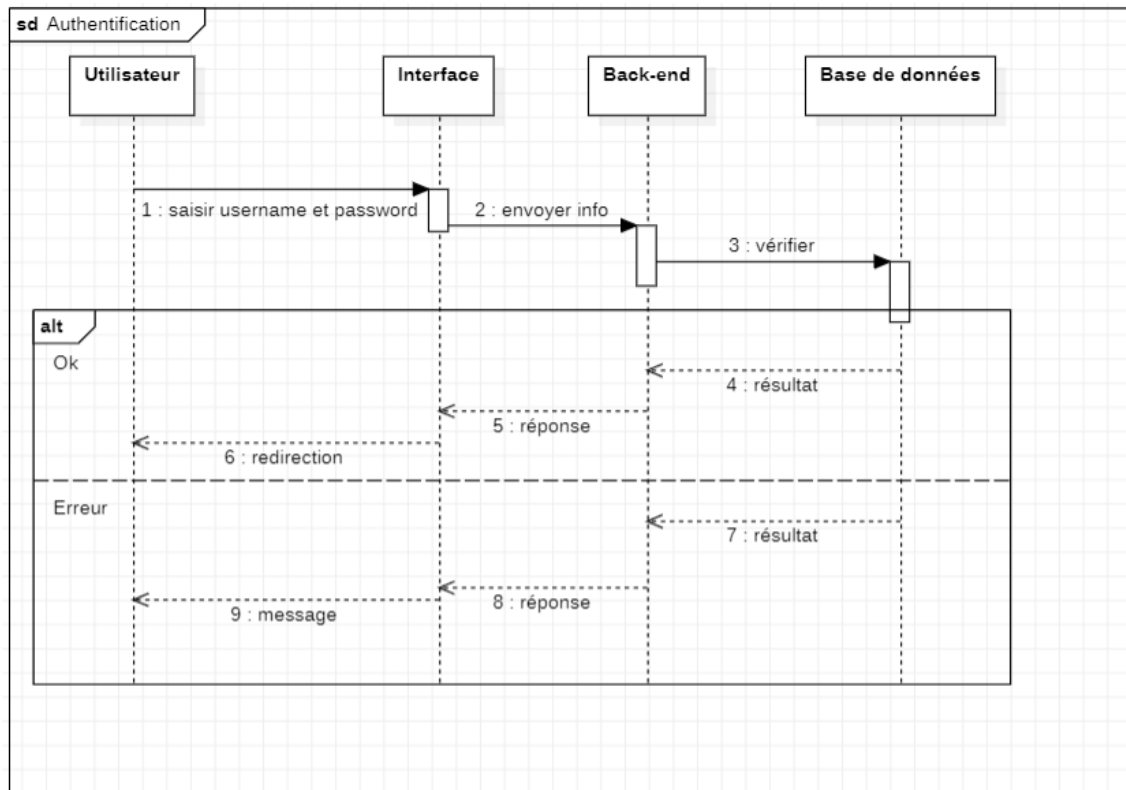 sd Authentification
Utilisateur
Interface
Back-end
Base de données
1 : saisir username et password
2 : envoyer info
3 : vérifier
alt
Ok
4 : résultat
5 : réponse
6 : redirection
Erreur
7 : résultat
8 : réponse
9 : message